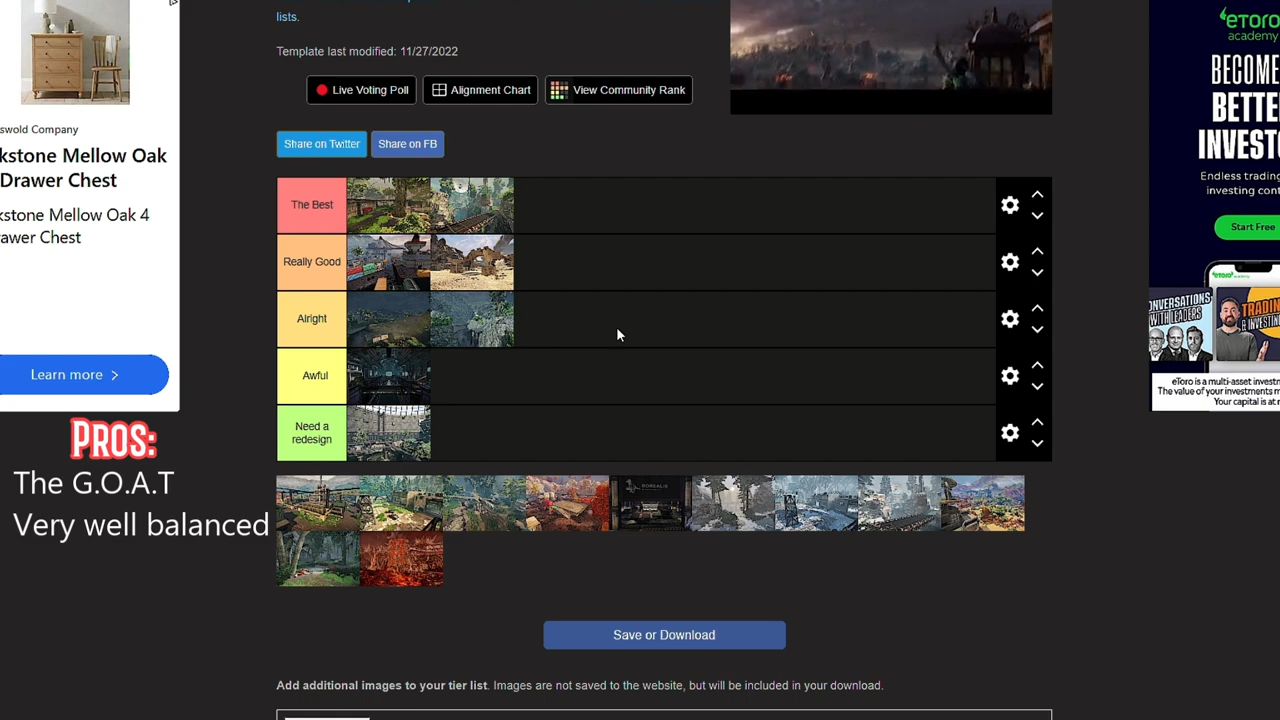 lists.
Template last modified: 11/27/2022
Live Voting Poll
Alignment Chart
View Community Rank
Share on Twitter
Share on FB
The Best
Really Good
Alright
Awful
Need a
redesign
Save or Download
Add additional images to your tier list. Images are not saved to the website, but will be included in your download.
swold Company
kstone Mellow Oak
Drawer Chest
kstone Mellow Oak 4
awer Chest
Learn more >
PROS:
The G.O.A.T
Very well balanced
BOREALIS
eToro
academy
BECOME
BETTE
INVESTO
Endless trading
investing cont
Start Free
ONVERSATIONS
WITH LEADERS
TRADIN
& INVESTIN
eToro is a multi-asset investm
The value of your investments m
Your capital is at r